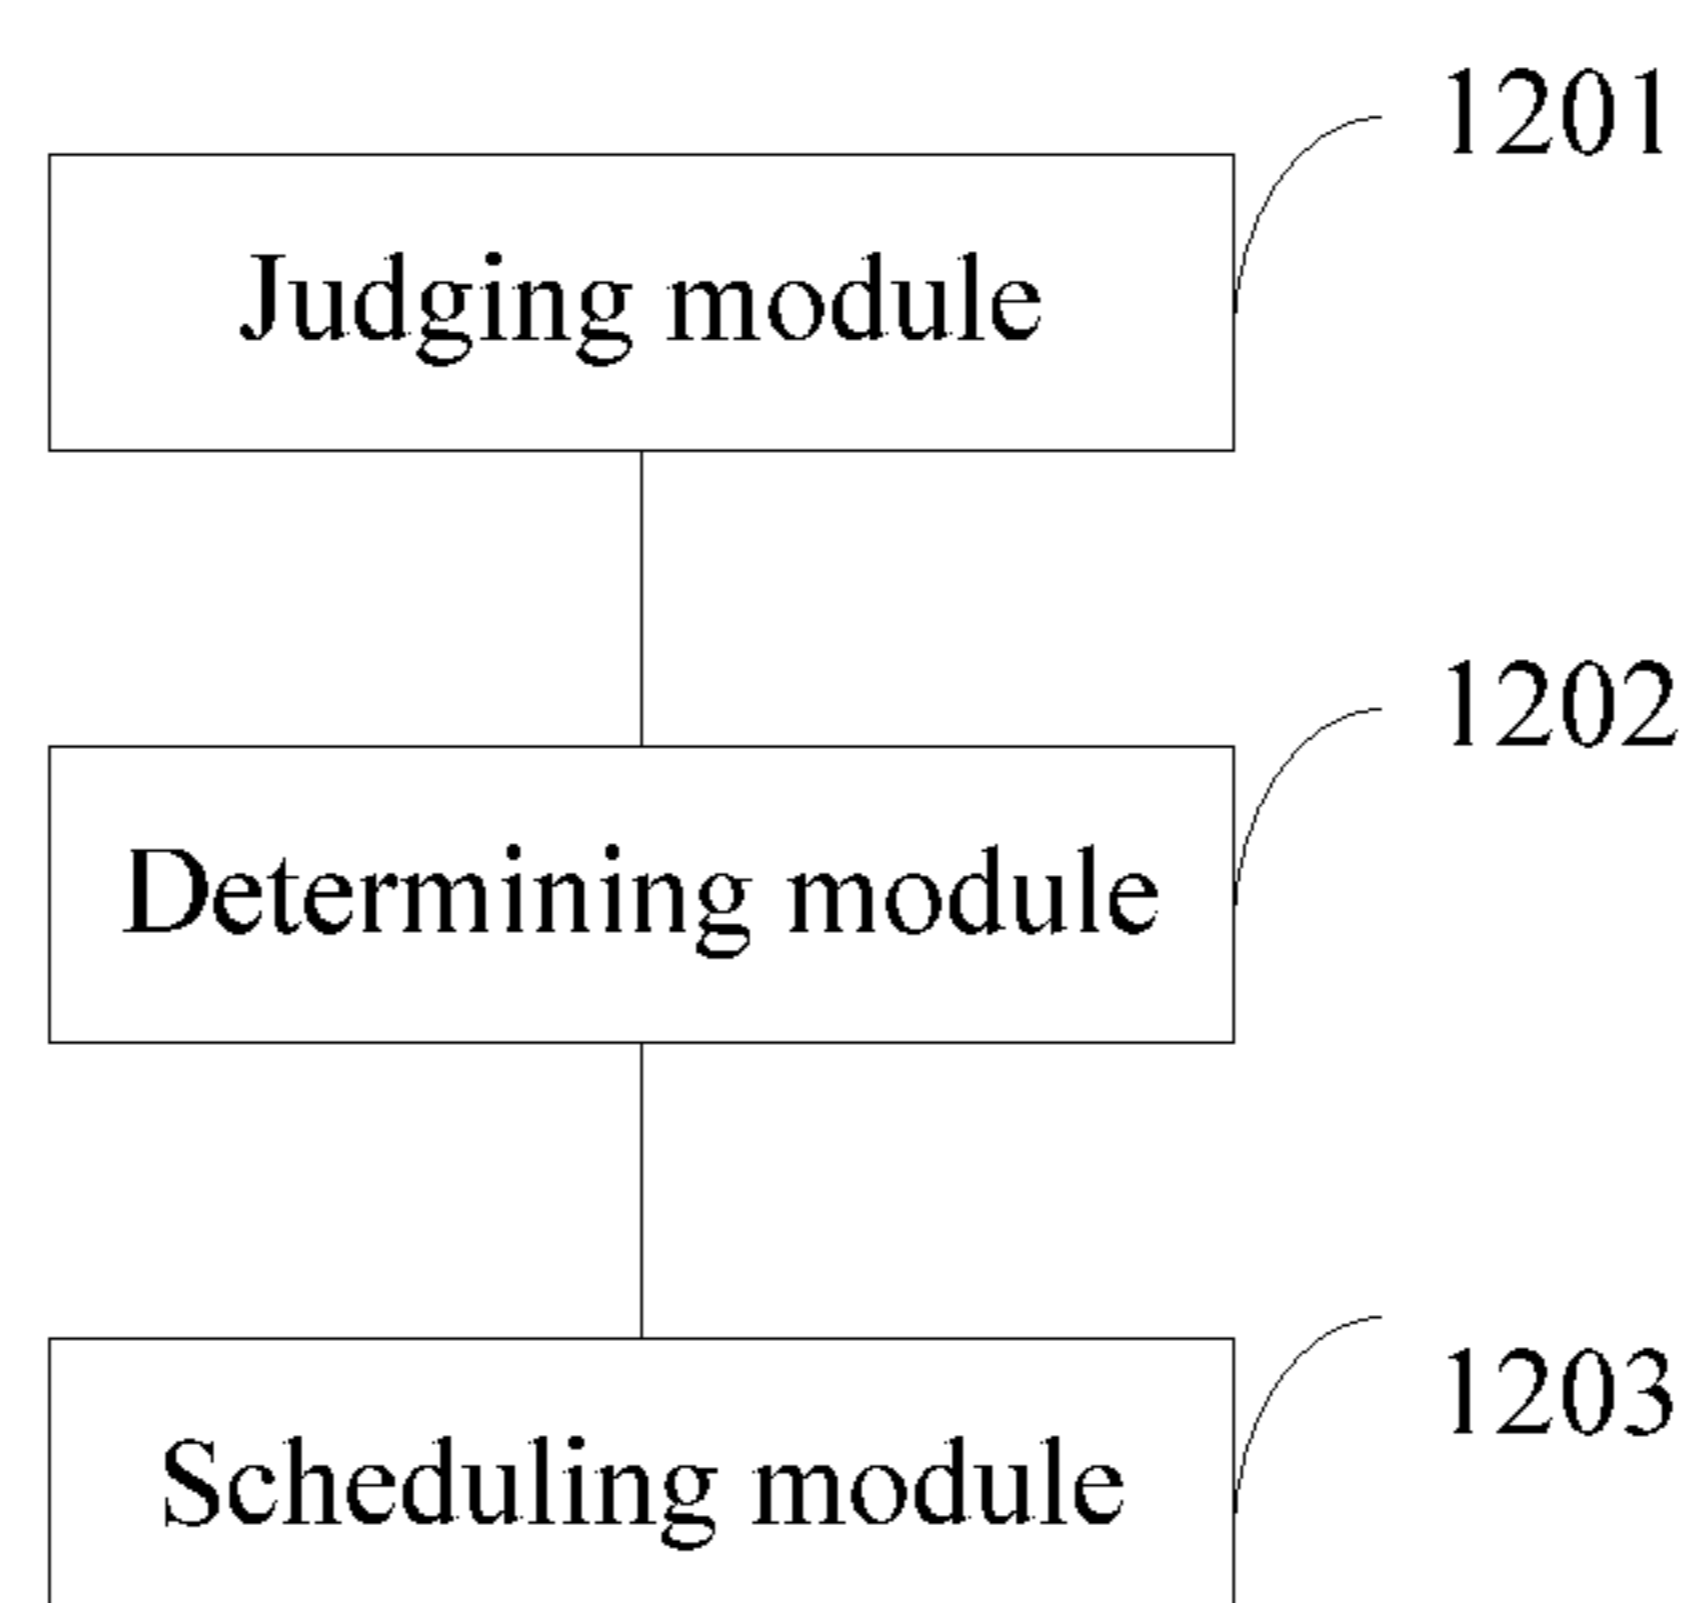 1201
Judging module
1202
Determining module
1203
Scheduling module